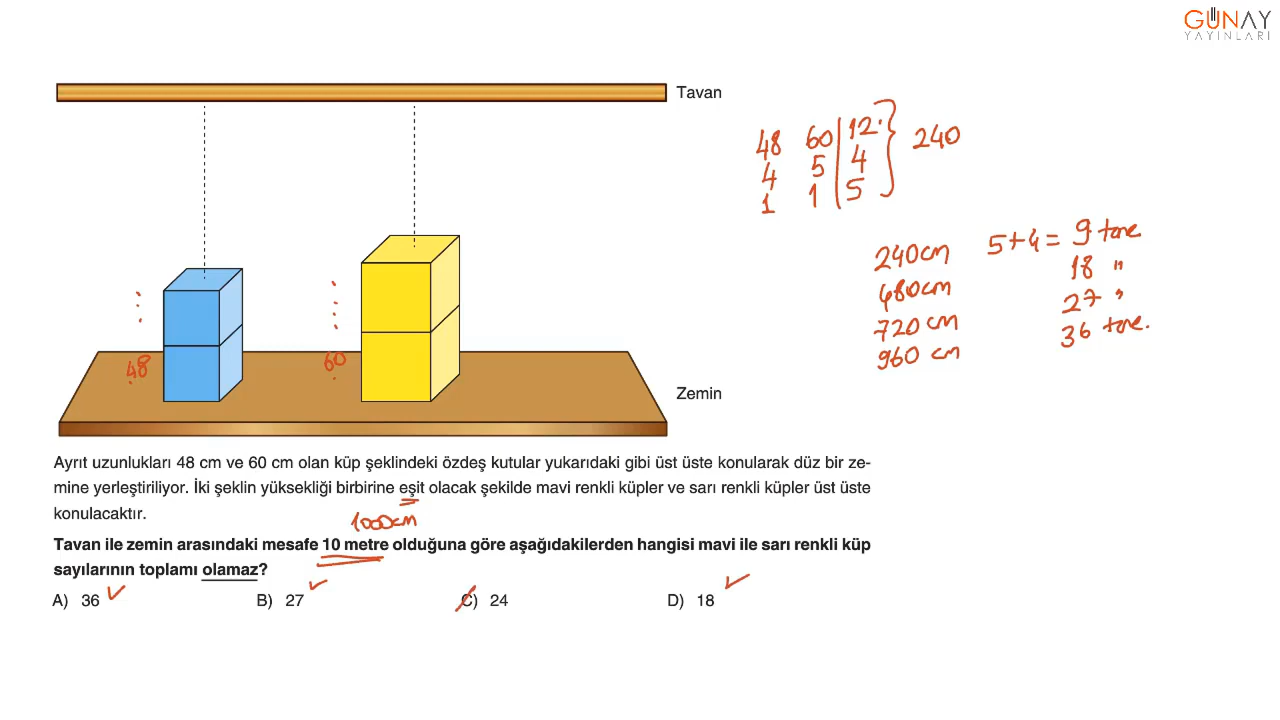 GÜNAY
YAYINLARI
Tavan
48 60 12
4 5 4
1 1 5
240
240cm 5+4= 9 tane
480cm 18 "
720 cm 27 "
960 cm 36 tane.
48
60
Zemin
Ayrıt uzunlukları 48 cm ve 60 cm olan küp şeklindeki özdeş kutular yukarıdaki gibi üst üste konularak düz bir ze-
mine yerleştiriliyor. İki şeklin yüksekliği birbirine eşit olacak şekilde mavi renkli küpler ve sarı renkli küpler üst üste
konulacaktır.
1000cm
Tavan ile zemin arasındaki mesafe 10 metre olduğuna göre aşağıdakilerden hangisi mavi ile sarı renkli küp
sayılarının toplamı olamaz?
A) 36 B) 27 C) 24 D) 18